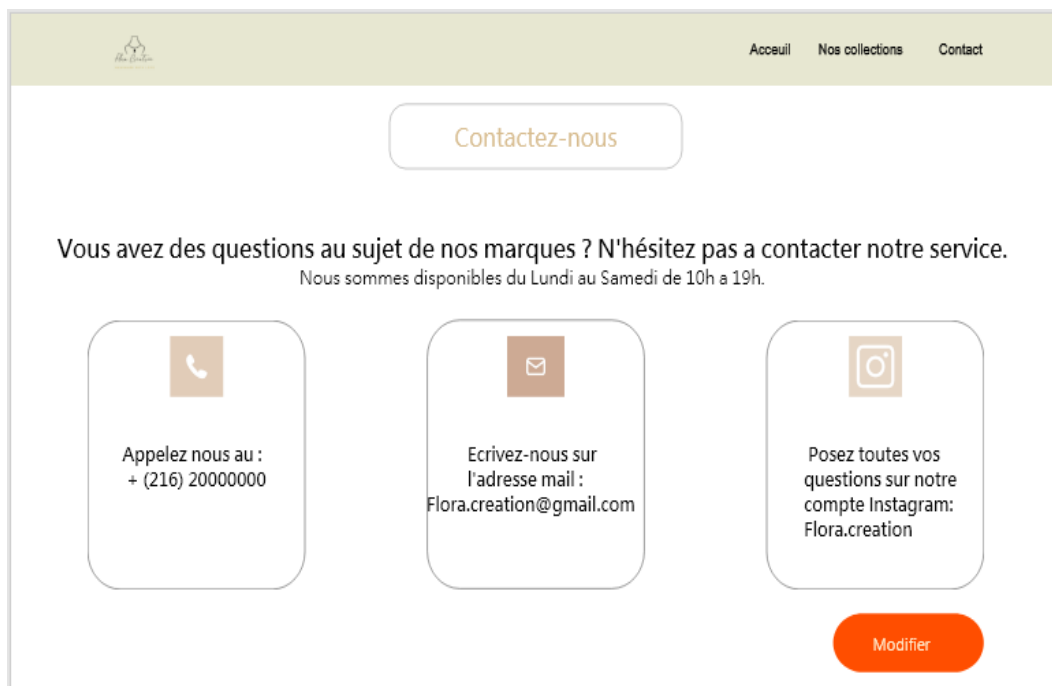 Acceuil Nos collections Contact
Contactez-nous
Vous avez des questions au sujet de nos marques ? N'hésitez pas a contacter notre service.
Nous sommes disponibles du Lundi au Samedi de 10h a 19h.
Appelez nous au :
+ (216) 20000000
Ecrivez-nous sur
l'adresse mail :
Flora.creation@gmail.com
Posez toutes vos
questions sur notre
compte Instagram:
Flora.creation
Modifier